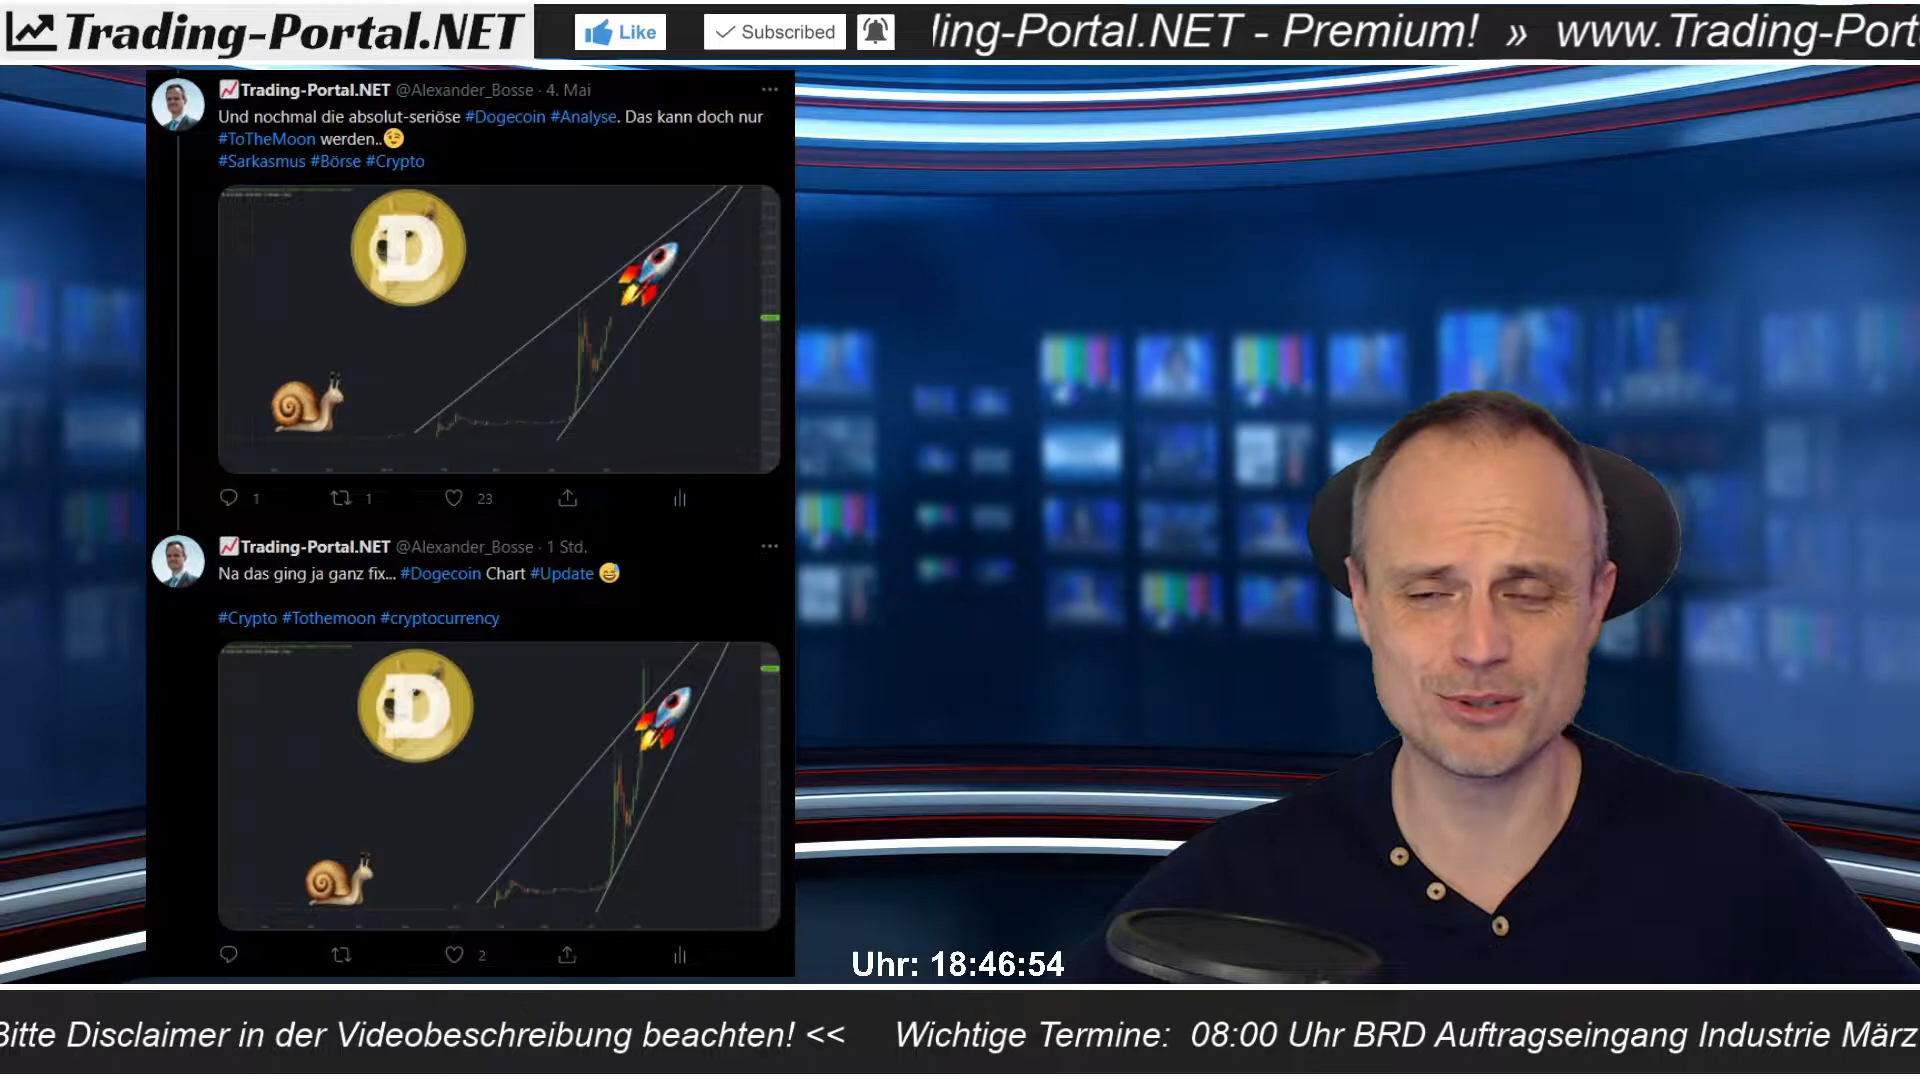 Trading-Portal.NET
Like
Subscribed
ling-Portal.NET - Premium! » www.Trading-Port
Trading-Portal.NET @Alexander_Bosse · 4. Mai
Und nochmal die absolut-seriöse #Dogecoin #Analyse. Das kann doch nur
#ToTheMoon werden..
#Sarkasmus #Börse #Crypto
D
1
1
23
Trading-Portal.NET @Alexander_Bosse · 1 Std.
Na das ging ja ganz fix... #Dogecoin Chart #Update
#Crypto #Tothemoon #cryptocurrency
D
2
Uhr: 18:46:54
Bitte Disclaimer in der Videobeschreibung beachten! <<
Wichtige Termine: 08:00 Uhr BRD Auftragseingang Industrie März